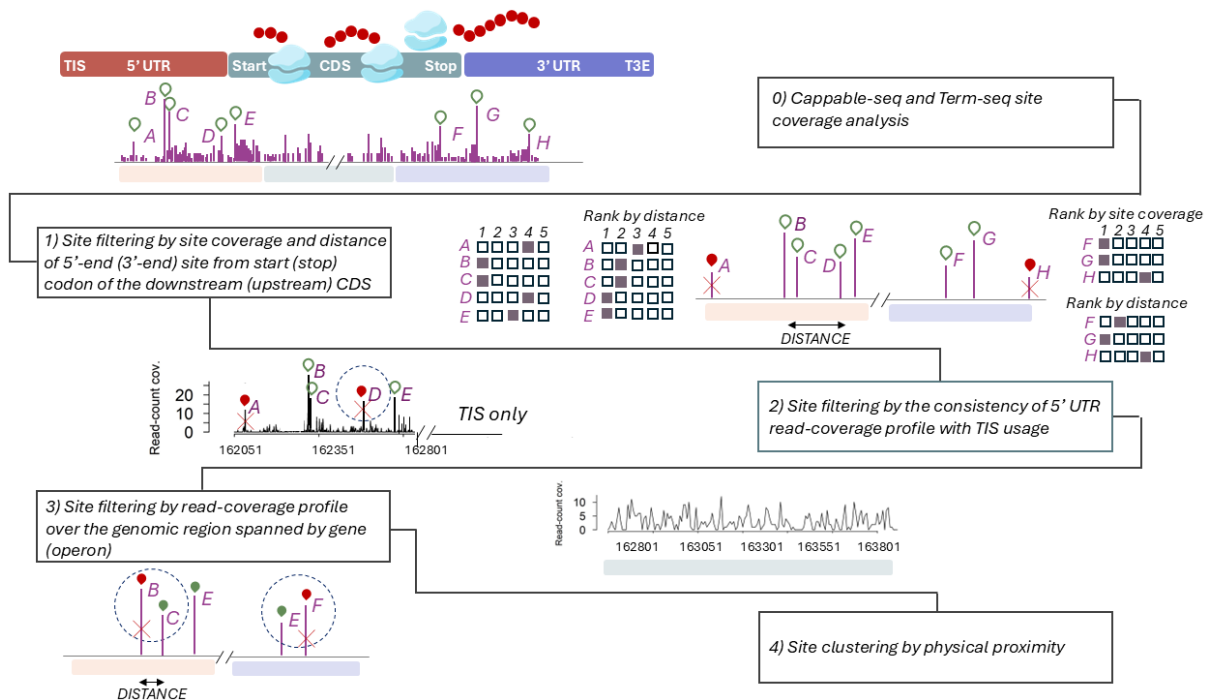 TIS 5' UTR Start CDS Stop 3' UTR T3E
B
C
A
D
E
F
G
H
0) Cappable-seq and Term-seq site
coverage analysis
1) Site filtering by site coverage and distance
of 5'-end (3'-end) site from start (stop)
codon of the downstream (upstream) CDS
1 2 3 4 5
A
B
C
D
E
Rank by distance
1 2 3 4 5
A
B
C
D
E
A
B
C
D
E
F
G
H
DISTANCE
Rank by site coverage
1 2 3 4 5
F
G
H
Rank by distance
F
G
H
Read-count cov.
20
10
0
A
B
C
D
E
162051 162351 162801
TIS only
2) Site filtering by the consistency of 5' UTR
read-coverage profile with TIS usage
3) Site filtering by read-coverage profile
over the genomic region spanned by gene
(operon)
Read-count cov.
10
5
0
162801 163051 163301 163551 163801
B
C
E
E
F
DISTANCE
4) Site clustering by physical proximity